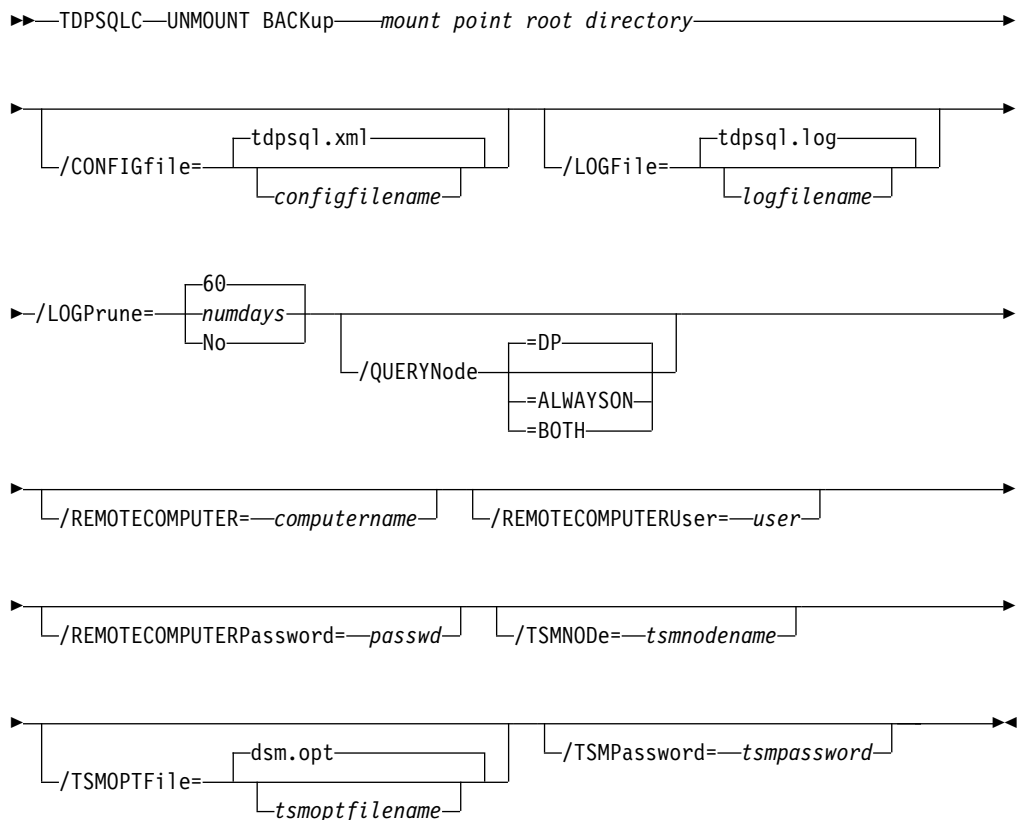 TDPSQLC UNMOUNT BACKup mount point root directory
tdpsql.xml tdpsql.log
/CONFIGfile= /LOGFile=
configfilename logfilename
60
/LOGPrune= numdays
No =DP
/QUERYNode
=ALWAYSON
=BOTH
/REMOTECOMPUTER= computername /REMOTECOMPUTERUser= user
/REMOTECOMPUTERPassword= passwd /TSMNODe= tsmnodename
dsm.opt /TSMPassword= tsmpassword
/TSMOPTFile=
tsmoptfilename